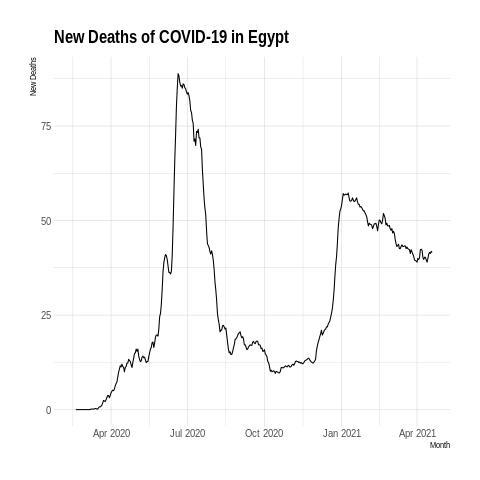 New Deaths of COVID-19 in Egypt
New Deaths
75
50
25
0
Apr 2020 Jul 2020 Oct 2020 Jan 2021 Apr 2021
Month